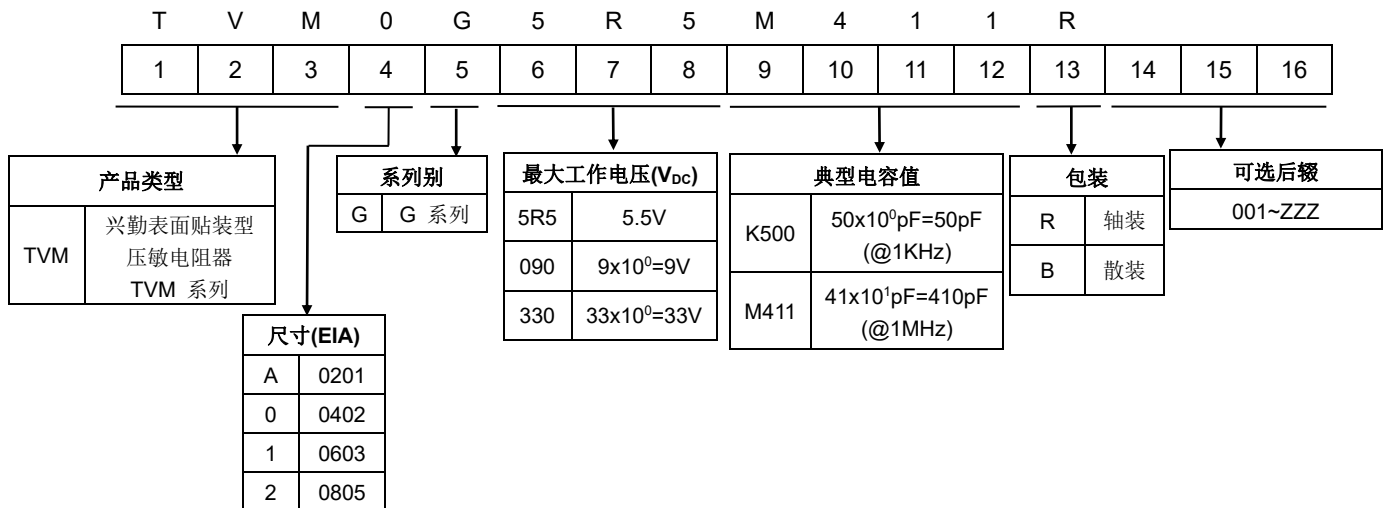 T V M 0 G 5 R 5 M 4 1 1 R
1 2 3 4 5 6 7 8 9 10 11 12 13 14 15 16
产品类型
TVM
兴勤表面贴装型
压敏电阻器
TVM 系列
尺寸(EIA)
A 0201
0 0402
1 0603
2 0805
系列别
G G 系列
最大工作电压(V_DC)
5R5 5.5V
090 9x10⁰=9V
330 33x10⁰=33V
典型电容值
K500
50x10⁰pF=50pF
(@1KHz)
M411
41x10¹pF=410pF
(@1MHz)
包装
R 轴装
B 散装
可选后辍
001~ZZZ